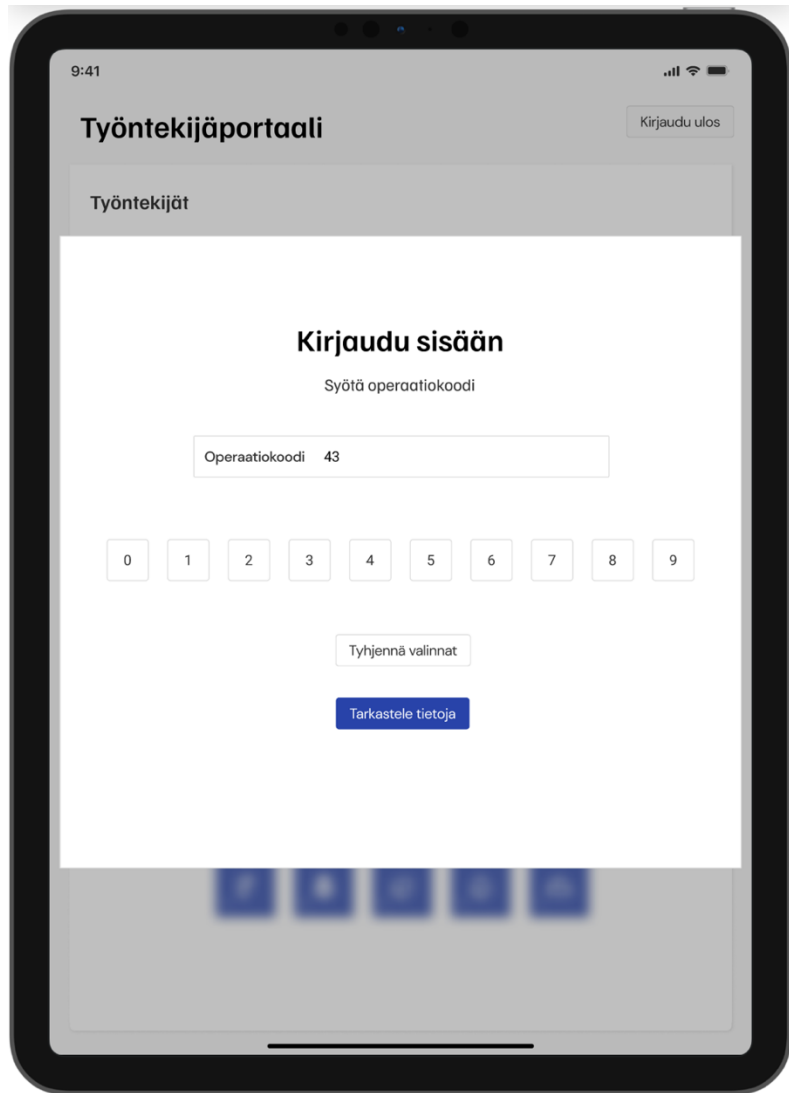 9:41
Työntekijäportaali
Kirjaudu ulos
Työntekijät
Kirjaudu sisään
Syötä operaatiokoodi
Operaatiokoodi 43
0 1 2 3 4 5 6 7 8 9
Tyhjennä valinnat
Tarkastele tietoja